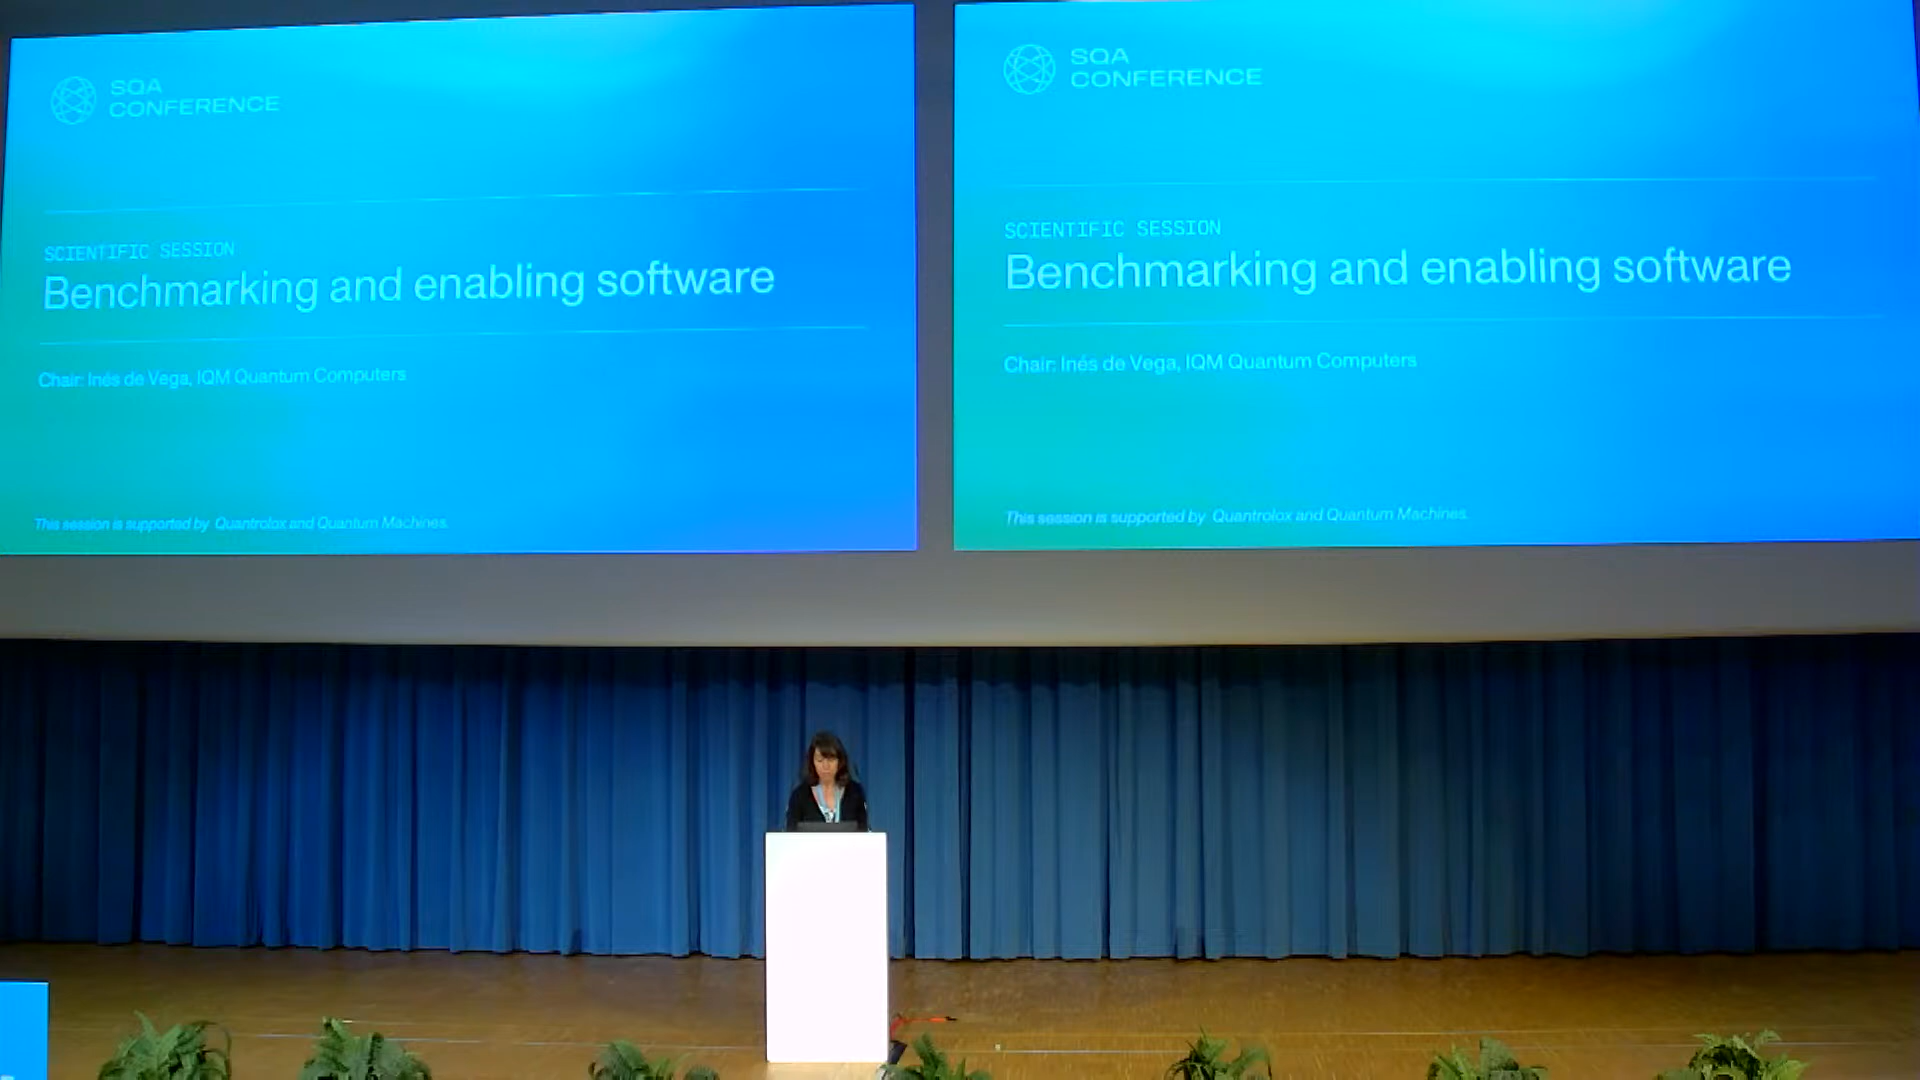 SQA
CONFERENCE
SCIENTIFIC SESSION
Benchmarking and enabling software
Chair: Inés de Vega, IQM Quantum Computers
This session is supported by Quantrolox and Quantum Machines.
SQA
CONFERENCE
SCIENTIFIC SESSION
Benchmarking and enabling software
Chair: Inés de Vega, IQM Quantum Computers
This session is supported by Quantrolox and Quantum Machines.